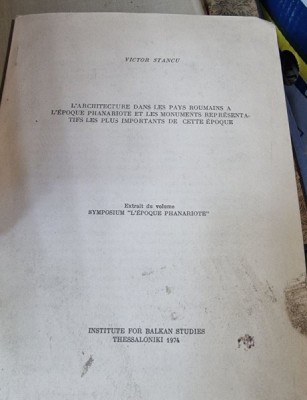 VICTOR STANCU
L'ARCHITECTURE DANS LES PAYS ROUMAINS A
L'ÉPOQUE PHANARIOTE ET LES MONUMENTS REPRÉSENTA-
TIFS LES PLUS IMPORTANTS DE CETTE ÉPOQUE
Extrait du volume
SYMPOSIUM "L'ÉPOQUE PHANARIOTE"
INSTITUTE FOR BALKAN STUDIES
THESSALONIKI 1974